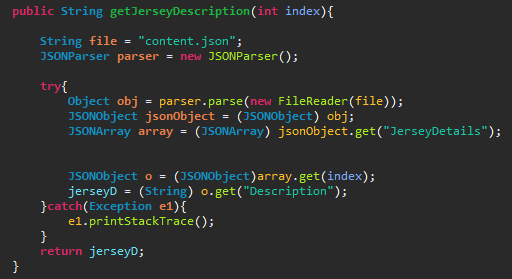 public String getJerseyDescription(int index){
String file = "content.json";
JSONParser parser = new JSONParser();
try{
Object obj = parser.parse(new FileReader(file));
JSONObject jsonObject = (JSONObject) obj;
JSONArray array = (JSONArray) jsonObject.get("JerseyDetails");
JSONObject o = (JSONObject)array.get(index);
jerseyD = (String) o.get("Description");
}catch(Exception e1){
e1.printStackTrace();
}
return jerseyD;
}